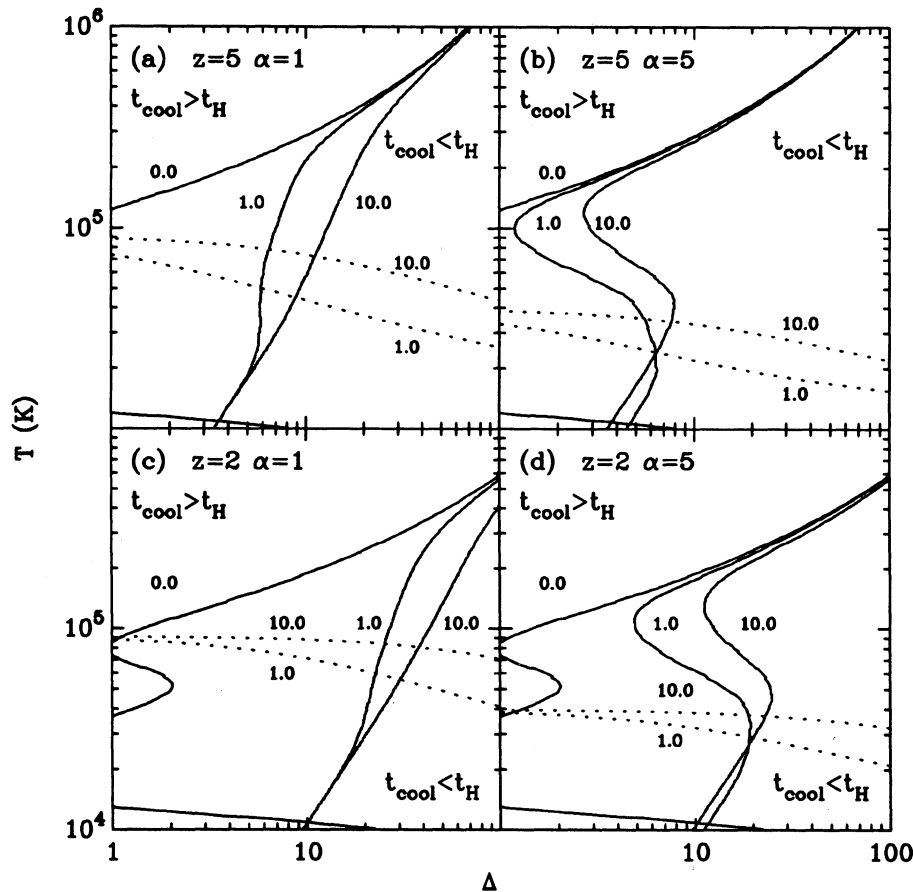 10^6
(a) z=5 α=1
t_cool>t_H
t_cool<t_H
0.0
1.0
10.0
10^5
10.0
1.0
(b) z=5 α=5
t_cool>t_H
t_cool<t_H
0.0
1.0
10.0
10.0
1.0
T (K)
(c) z=2 α=1
t_cool>t_H
0.0
10.0
1.0
10.0
10^5
1.0
t_cool<t_H
10^4
(d) z=2 α=5
t_cool>t_H
0.0
1.0
10.0
10.0
1.0
t_cool<t_H
1
10
10
100
Δ